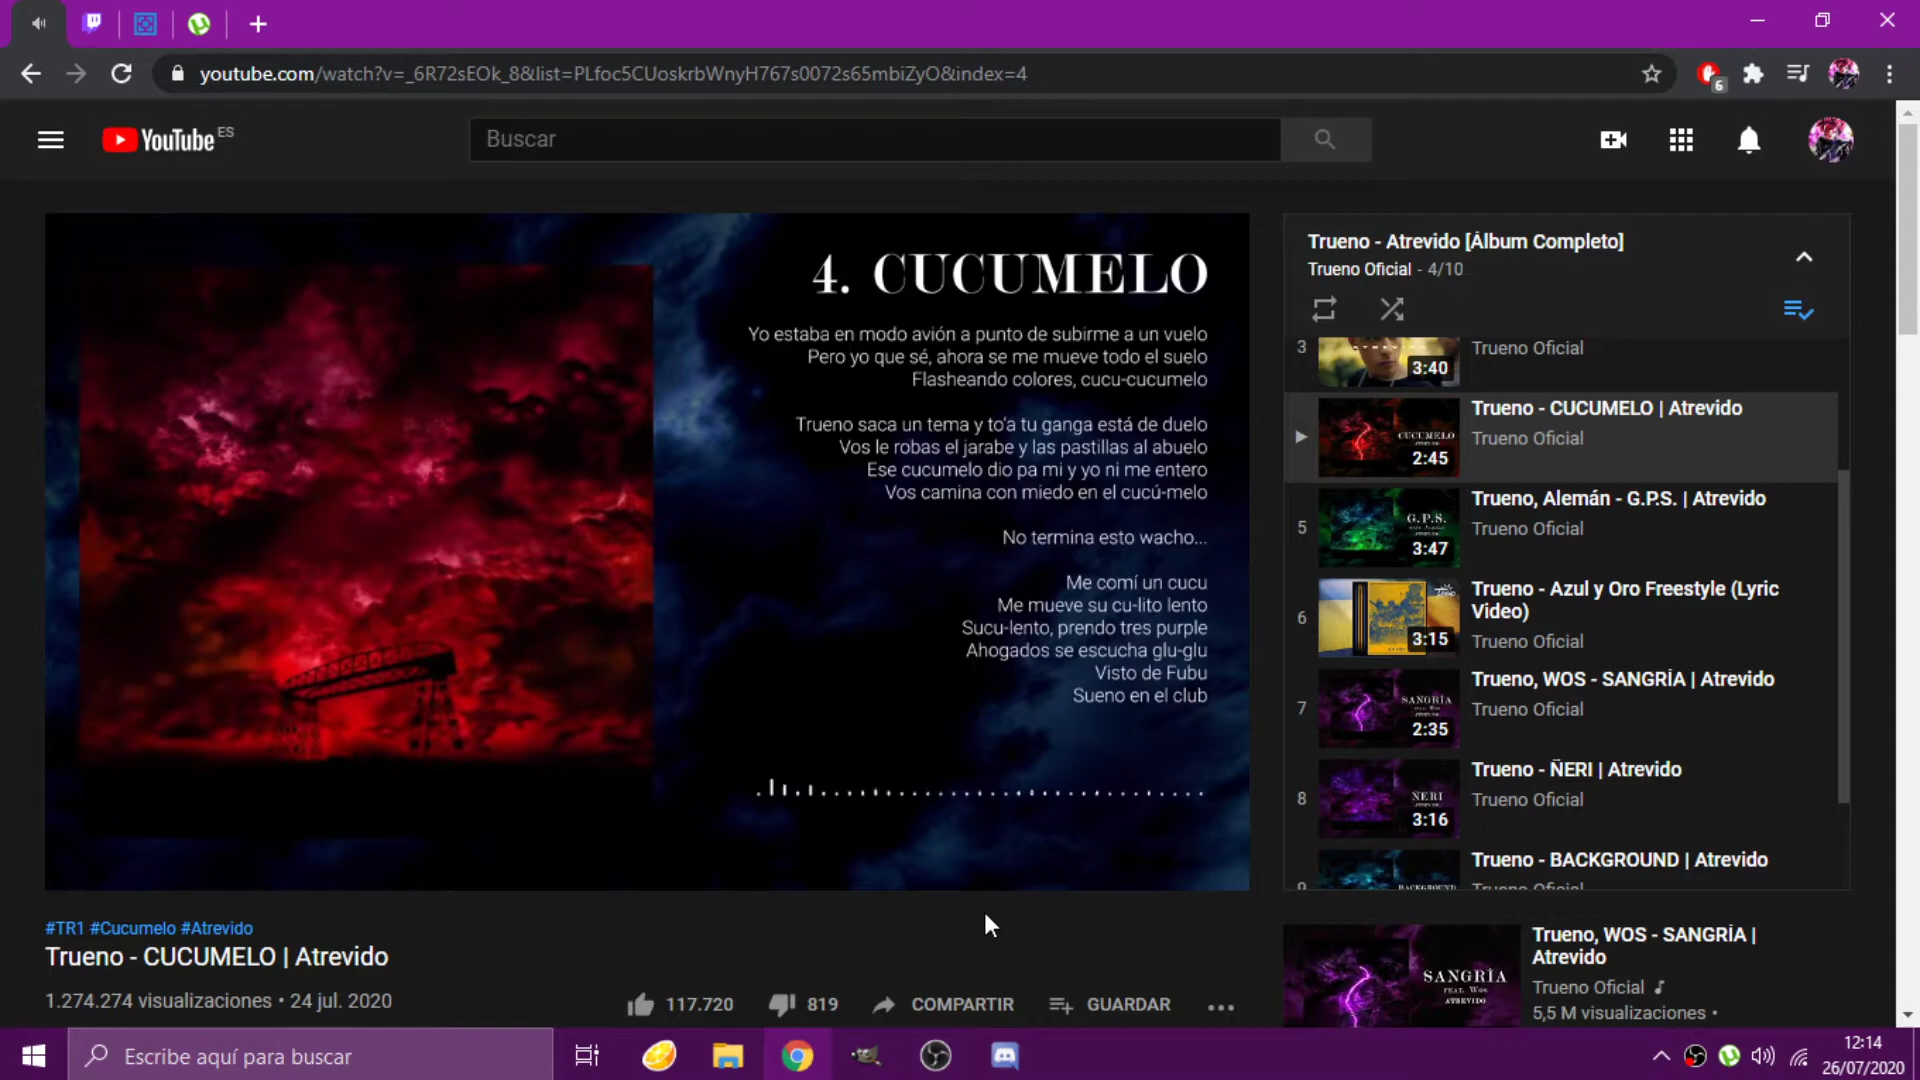 youtube.com/watch?v=_6R72sEOk_8&list=PLfoc5CUoskrbWnyH767s0072s65mbiZyO&index=4
6
YouTube ES
Buscar
4. CUCUMELO
Yo estaba en modo avión a punto de subirme a un vuelo
Pero yo que sé, ahora se me mueve todo el suelo
Flasheando colores, cucu-cucumelo
Trueno saca un tema y to'a tu ganga está de duelo
Vos le robas el jarabe y las pastillas al abuelo
Ese cucumelo dio pa mi y yo ni me entero
Vos camina con miedo en el cucú-melo
No termina esto wacho...
Me comí un cucu
Me mueve su cu-lito lento
Sucu-lento, prendo tres purple
Ahogados se escucha glu-glu
Visto de Fubu
Sueno en el club
Trueno - Atrevido [Álbum Completo]
Trueno Oficial - 4/10
3
3:40
Trueno Oficial
CUCUMELO
2:45
Trueno - CUCUMELO | Atrevido
Trueno Oficial
5
G.P.S.
3:47
Trueno, Alemán - G.P.S. | Atrevido
Trueno Oficial
6
3:15
Trueno - Azul y Oro Freestyle (Lyric
Video)
Trueno Oficial
7
SANGRÍA
2:35
Trueno, WOS - SANGRÍA | Atrevido
Trueno Oficial
8
ÑERI
3:16
Trueno - ÑERI | Atrevido
Trueno Oficial
9
BACKGROUND
Trueno - BACKGROUND | Atrevido
Trueno Oficial
#TR1 #Cucumelo #Atrevido
Trueno - CUCUMELO | Atrevido
1.274.274 visualizaciones • 24 jul. 2020
117.720
819
COMPARTIR
GUARDAR
SANGRÍA
FEAT. WOS
ATREVIDO
Trueno, WOS - SANGRÍA |
Atrevido
Trueno Oficial
5,5 M visualizaciones •
Escribe aquí para buscar
12:14
26/07/2020